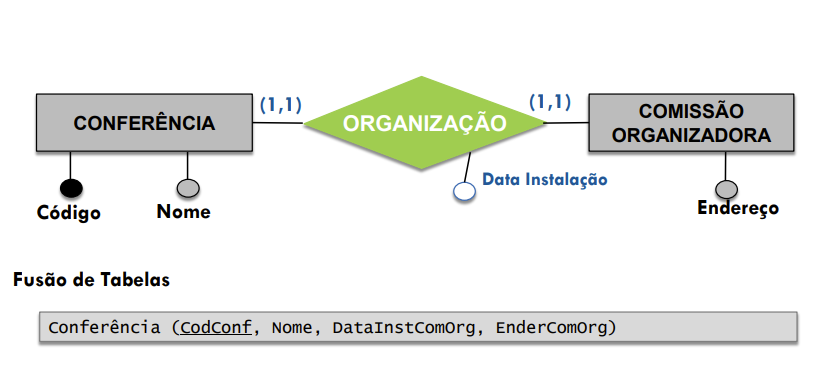 (1,1)
(1,1)
CONFERÊNCIA
ORGANIZAÇÃO
COMISSÃO
ORGANIZADORA
Data Instalação
Código
Nome
Endereço
Fusão de Tabelas
Conferência (CodConf, Nome, DataInstComOrg, EnderComOrg)